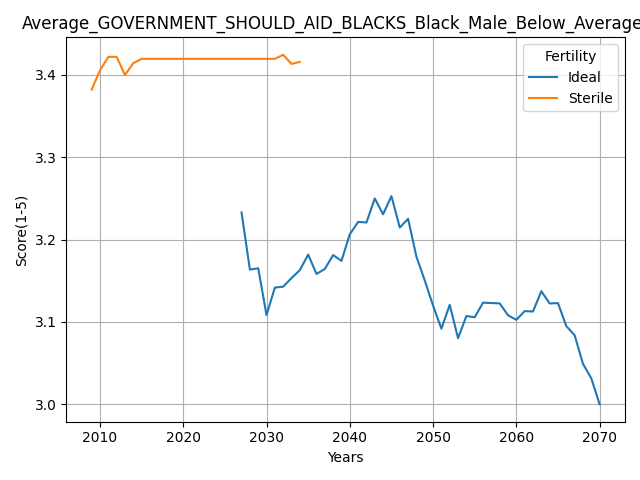 Average_GOVERNMENT_SHOULD_AID_BLACKS_Black_Male_Below_Average
Fertility
Ideal
Sterile
Score(1-5)
3.4
3.3
3.2
3.1
3.0
2010 2020 2030 2040 2050 2060 2070
Years